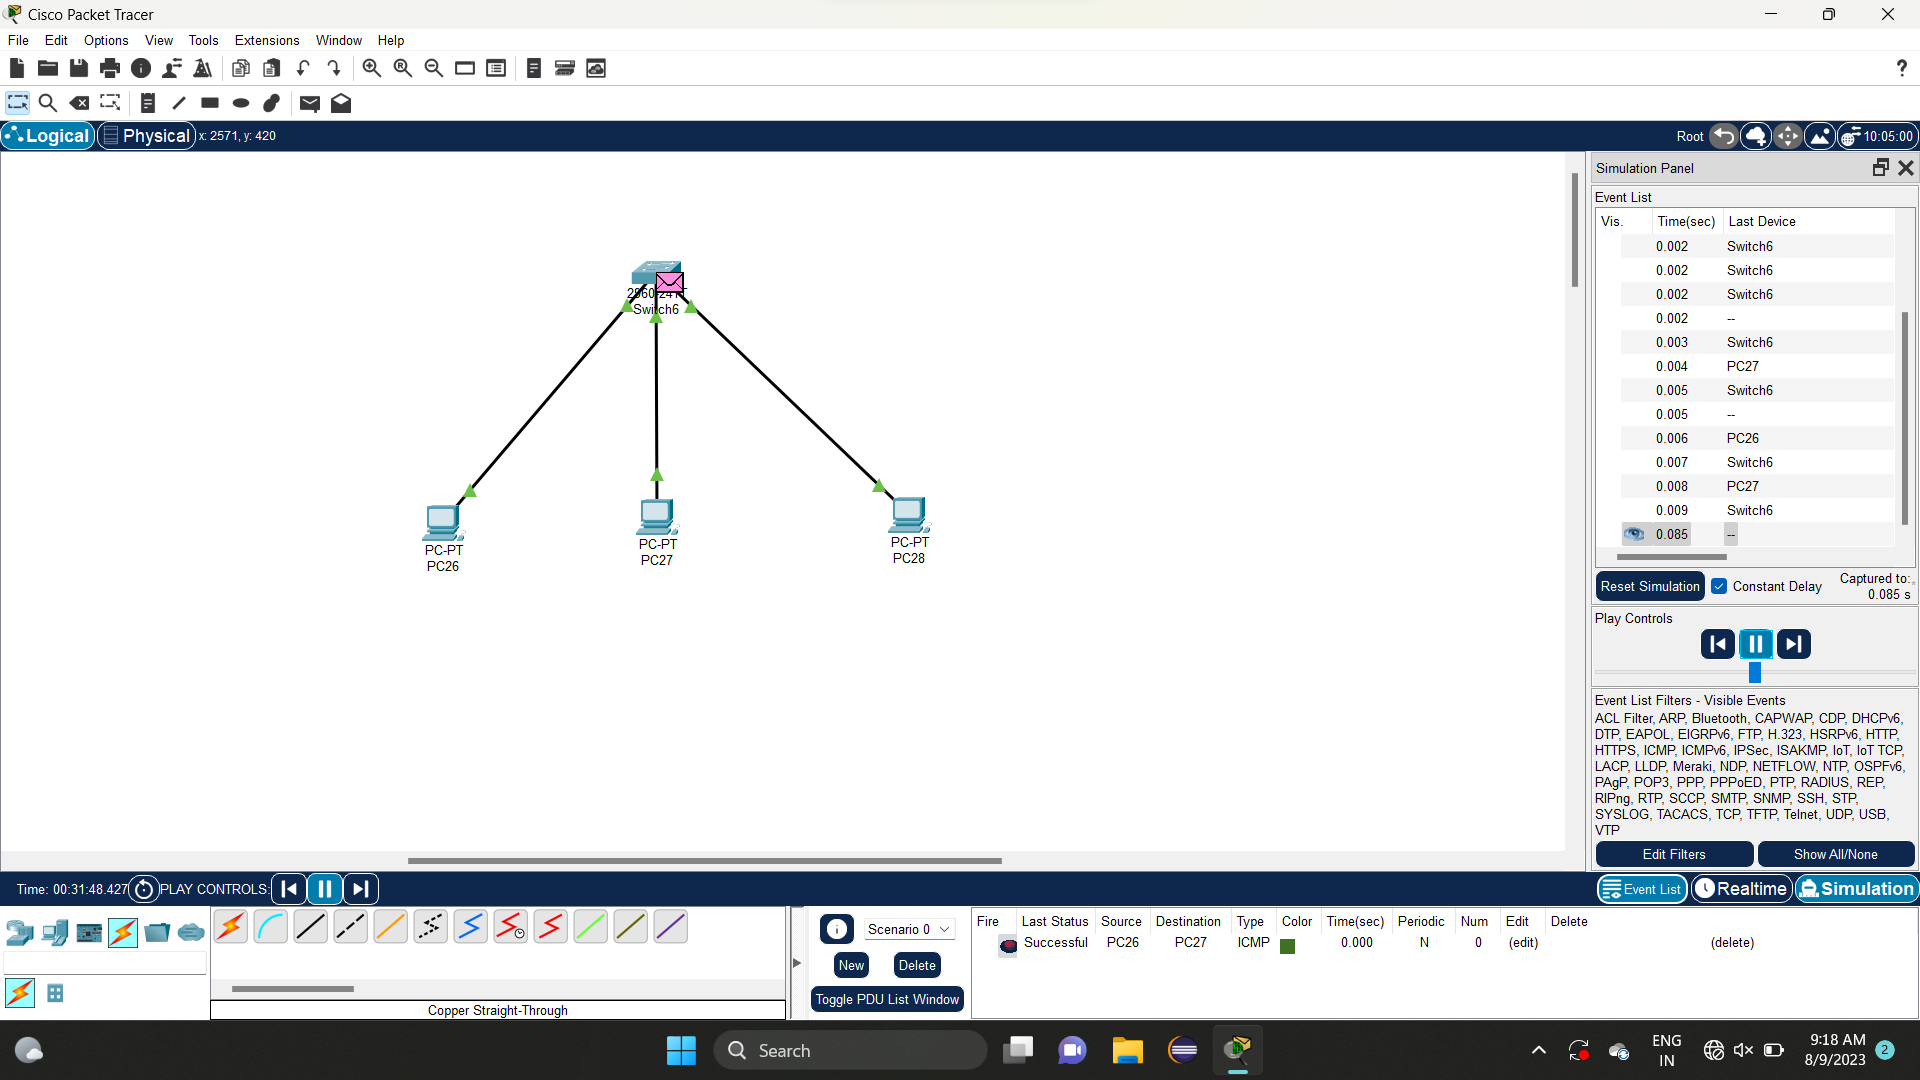 Cisco Packet Tracer
File Edit Options View Tools Extensions Window Help
?
Logical Physical x: 2571, y: 420 Root 10:05:00
Simulation Panel
Event List
Vis. Time(sec) Last Device
0.002 Switch6
0.002 Switch6
0.002 Switch6
0.002 --
0.003 Switch6
0.004 PC27
0.005 Switch6
0.005 --
0.006 PC26
0.007 Switch6
0.008 PC27
0.009 Switch6
0.085 --
Reset Simulation Constant Delay Captured to:
0.085 s
Play Controls
Event List Filters - Visible Events
ACL Filter, ARP, Bluetooth, CAPWAP, CDP, DHCPv6,
DTP, EAPOL, EIGRPv6, FTP, H.323, HSRPv6, HTTP,
HTTPS, ICMP, ICMPv6, IPSec, ISAKMP, IoT, IoT TCP,
LACP, LLDP, Meraki, NDP, NETFLOW, NTP, OSPFv6,
PAgP, POP3, PPP, PPPoED, PTP, RADIUS, REP,
RIPng, RTP, SCCP, SMTP, SNMP, SSH, STP,
SYSLOG, TACACS, TCP, TFTP, Telnet, UDP, USB,
VTP
Edit Filters Show All/None
Switch6
PC-PT
PC26
PC-PT
PC27
PC-PT
PC28
Time: 00:31:48.427 PLAY CONTROLS:
Event List Realtime Simulation
Scenario 0
New Delete
Toggle PDU List Window
Fire Last Status Source Destination Type Color Time(sec) Periodic Num Edit Delete
Successful PC26 PC27 ICMP 0.000 N 0 (edit) (delete)
Copper Straight-Through
Search
ENG
IN
9:18 AM
8/9/2023
2